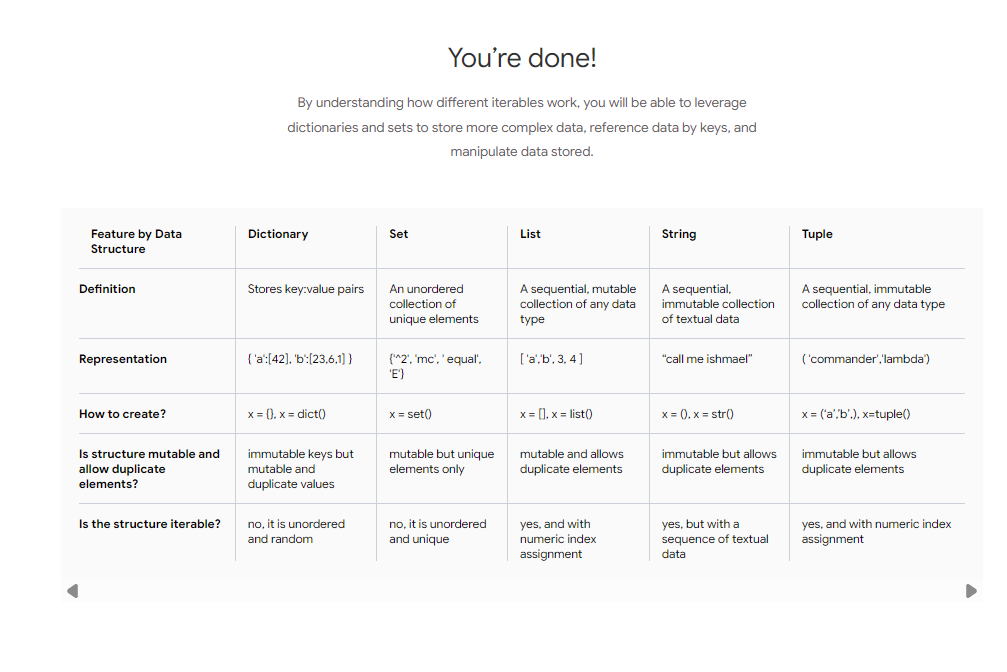 You’re done!
By understanding how different iterables work, you will be able to leverage
dictionaries and sets to store more complex data, reference data by keys, and
manipulate data stored.
Feature by Data
Structure
Dictionary
Set
List
String
Tuple
Definition
Stores key:value pairs
An unordered
collection of
unique elements
A sequential, mutable
collection of any data
type
A sequential,
immutable collection
of textual data
A sequential, immutable
collection of any data type
Representation
{ 'a':[42], 'b':[23,6,1] }
{'^2', 'mc', ' equal',
'E'}
[ 'a','b', 3, 4 ]
“call me ishmael”
( 'commander','lambda')
How to create?
x = {}, x = dict()
x = set()
x = [], x = list()
x = (), x = str()
x = (‘a’,’b’,), x=tuple()
Is structure mutable and
allow duplicate
elements?
immutable keys but
mutable and
duplicate values
mutable but unique
elements only
mutable and allows
duplicate elements
immutable but allows
duplicate elements
immutable but allows
duplicate elements
Is the structure iterable?
no, it is unordered
and random
no, it is unordered
and unique
yes, and with
numeric index
assignment
yes, but with a
sequence of textual
data
yes, and with numeric index
assignment